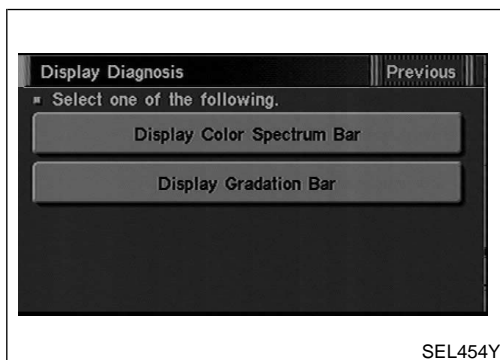 Display Diagnosis Previous
Select one of the following.
Display Color Spectrum Bar
Display Gradation Bar
SEL454Y